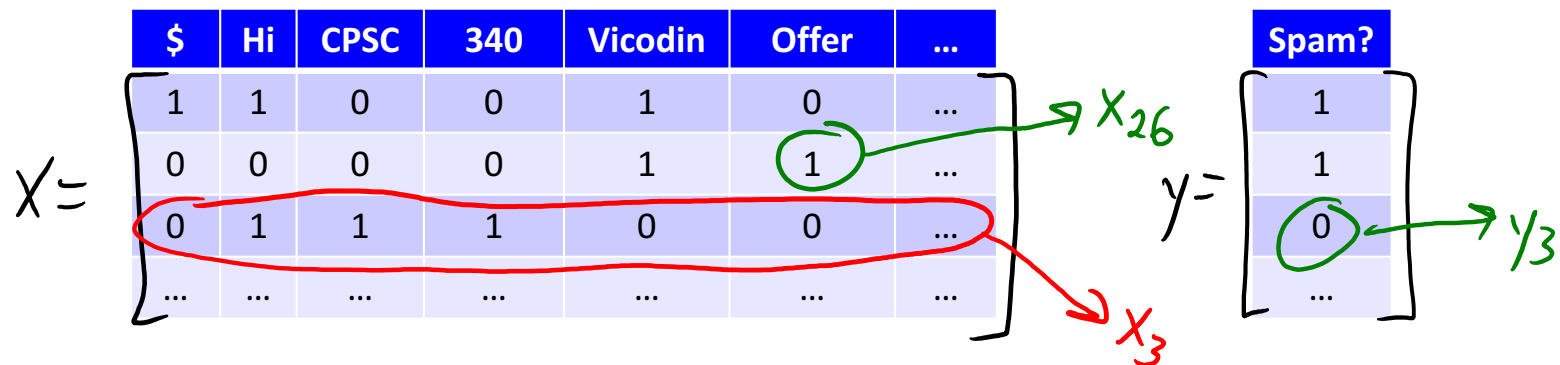 $ Hi CPSC 340 Vicodin Offer ... Spam?
1 1 0 0 1 0 ... 1
X26
0 0 0 0 1 1 ... 1
X= y=
0 1 1 1 0 0 ... 0
y3
... ... ... ... ... ... ... ...
X3